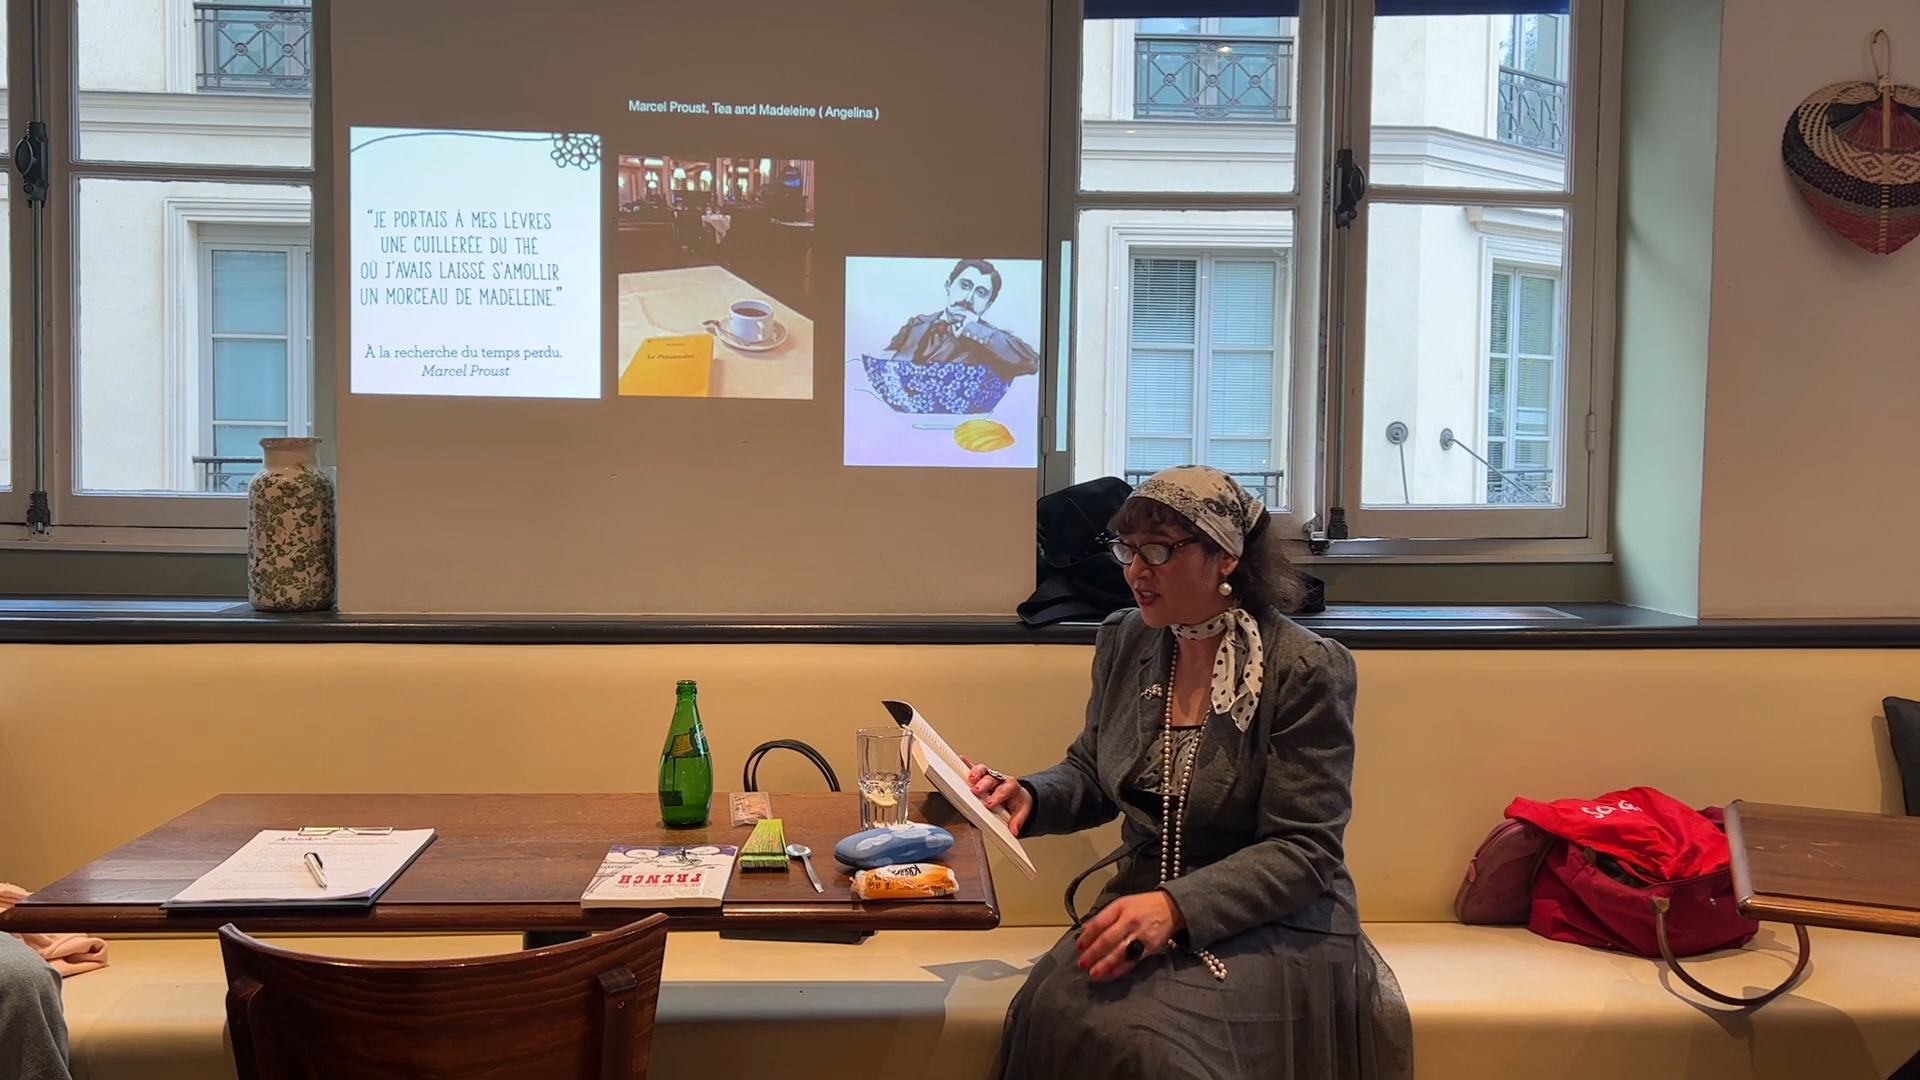 Marcel Proust, Tea and Madeleine ( Angelina )
“JE PORTAIS À MES LÈVRES
UNE CUILLERÉE DU THÉ
OÙ J’AVAIS LAISSÉ S’AMOLLIR
UN MORCEAU DE MADELEINE.”
À la recherche du temps perdu.
Marcel Proust
FRENCH